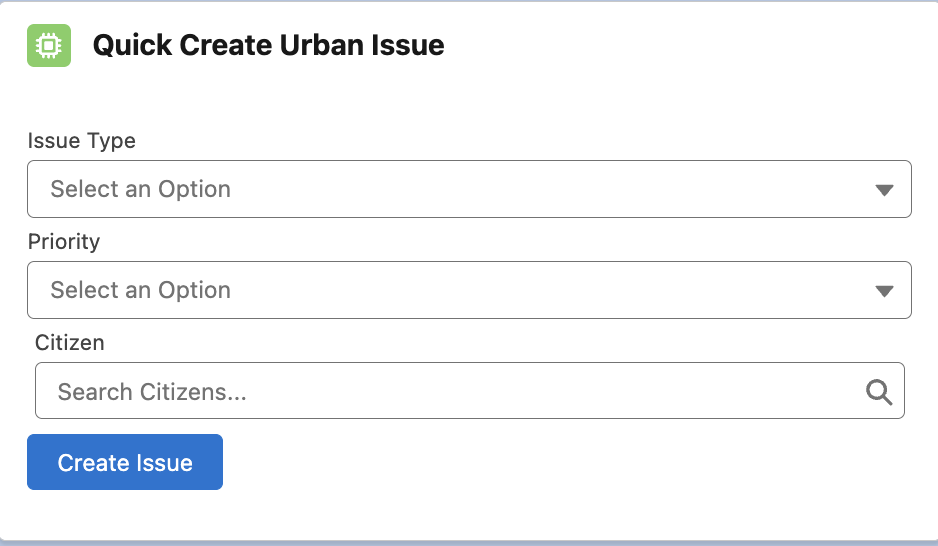 Quick Create Urban Issue
Issue Type
Select an Option
Priority
Select an Option
Citizen
Search Citizens...
Create Issue